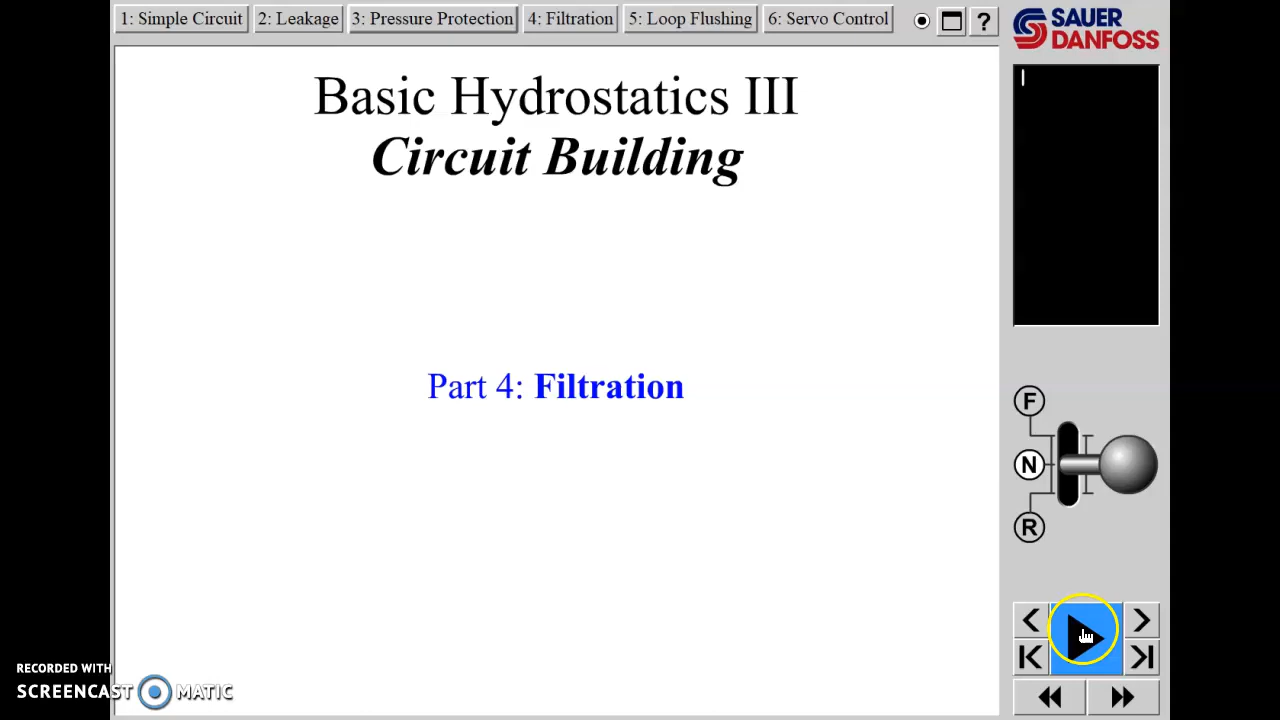 1: Simple Circuit 2: Leakage 3: Pressure Protection 4: Filtration 5: Loop Flushing 6: Servo Control ?
SAUER
DANFOSS
Basic Hydrostatics III
Circuit Building
Part 4: Filtration
F
N
R
RECORDED WITH
SCREENCAST MATIC